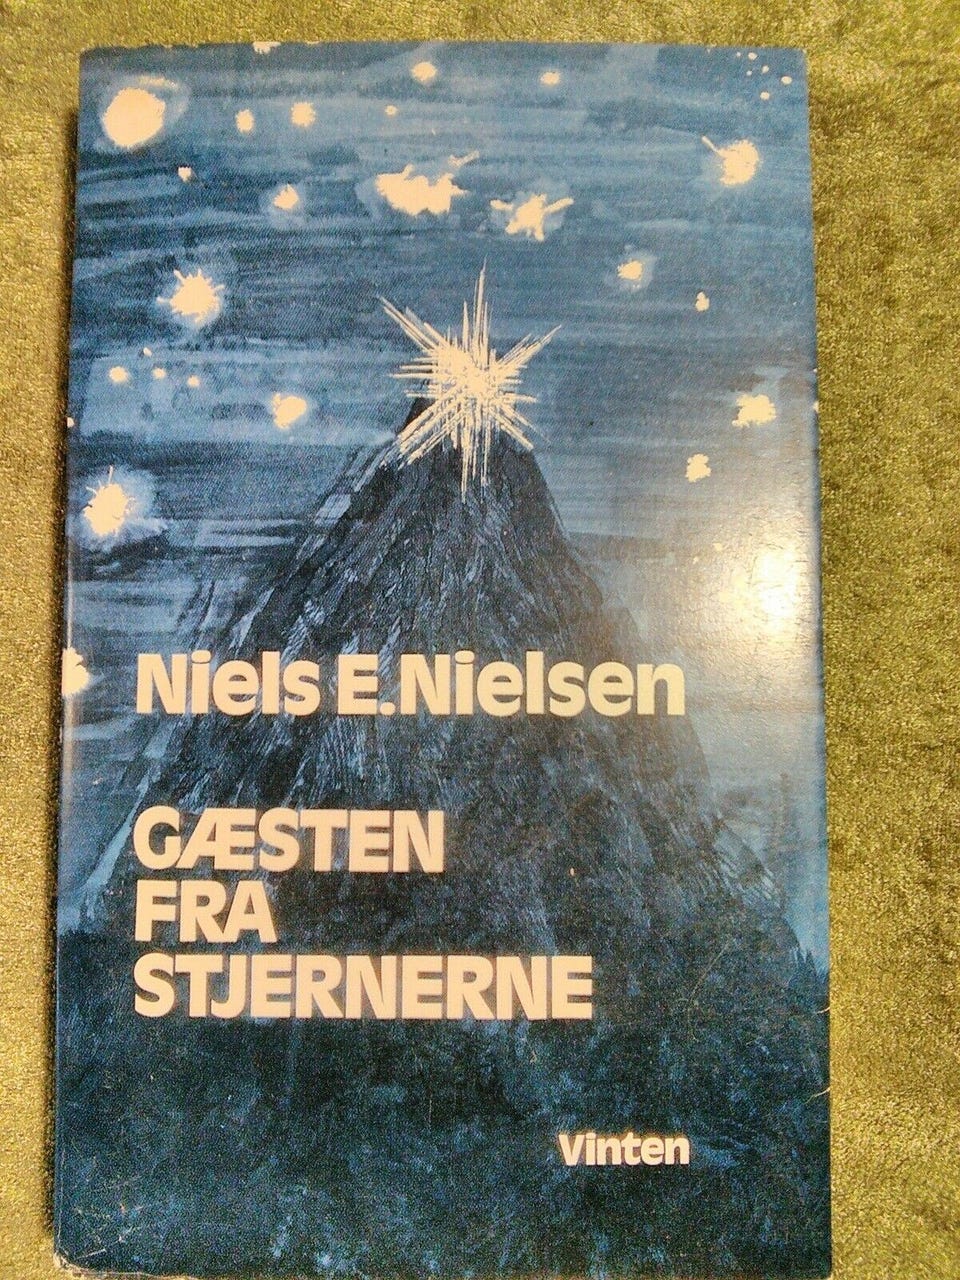 Niels E. Nielsen
GÆSTEN
FRA
STJERNERNE
Vinten